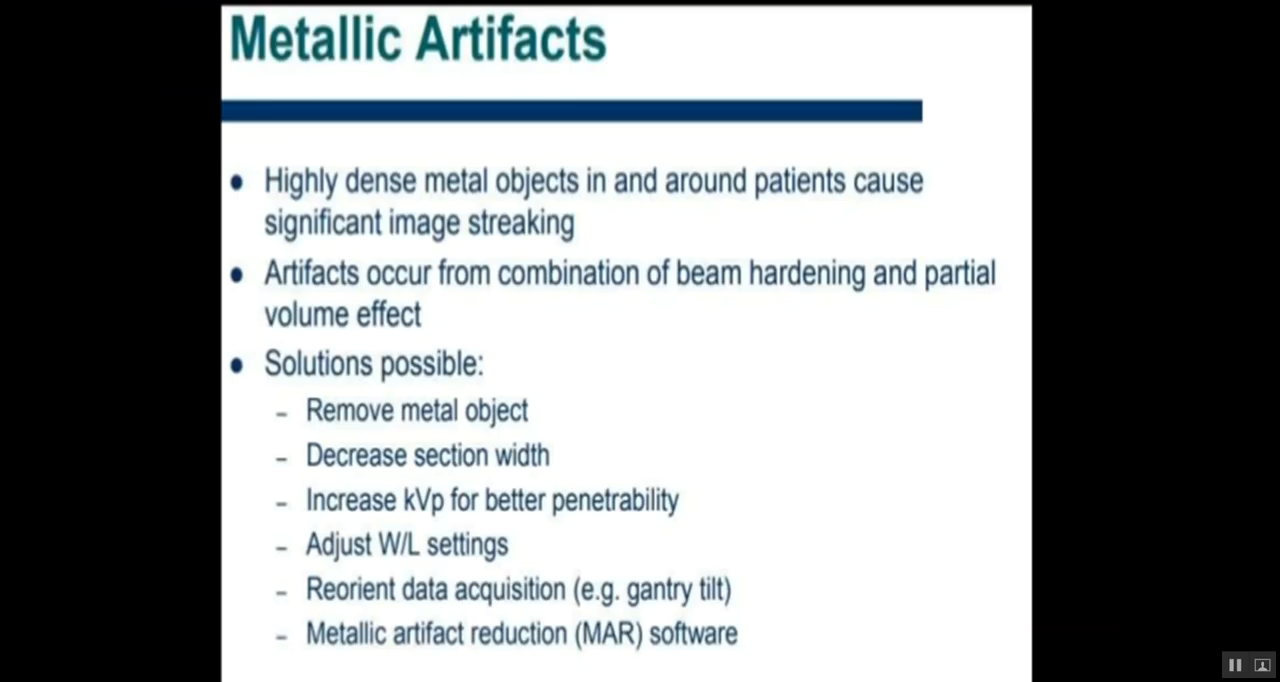 Metallic Artifacts
● Highly dense metal objects in and around patients cause
significant image streaking
● Artifacts occur from combination of beam hardening and partial
volume effect
● Solutions possible:
– Remove metal object
– Decrease section width
– Increase kVp for better penetrability
– Adjust W/L settings
– Reorient data acquisition (e.g. gantry tilt)
– Metallic artifact reduction (MAR) software